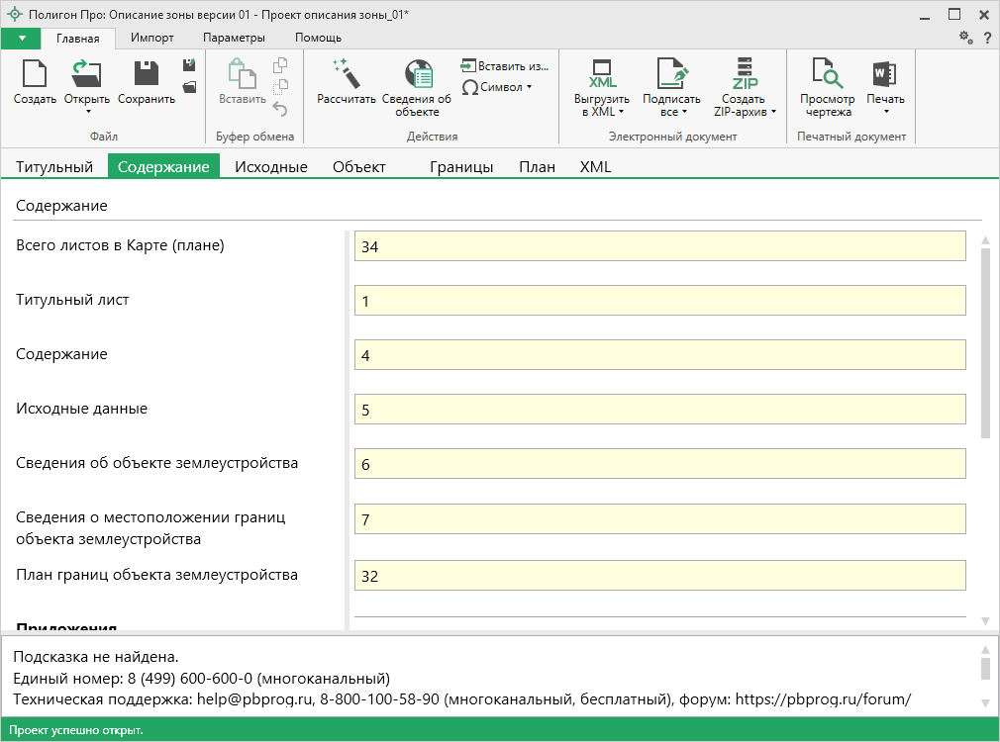 Полигон Про: Описание зоны версии 01 - Проект описания зоны_01*
Главная Импорт Параметры Помощь
?
Создать Открыть Сохранить
Файл
Вставить
Буфер обмена
Рассчитать Сведения об объекте
Вставить из...
Символ
Действия
XML
Выгрузить
в XML
Подписать
все
ZIP
Создать
ZIP-архив
Электронный документ
Просмотр
чертежа
W
Печать
Печатный документ
Титульный Содержание Исходные Объект Границы План XML
Содержание
Всего листов в Карте (плане) 34
Титульный лист 1
Содержание 4
Исходные данные 5
Сведения об объекте землеустройства 6
Сведения о местоположении границ
объекта землеустройства 7
План границ объекта землеустройства 32
Приложения
Подсказка не найдена.
Единый номер: 8 (499) 600-600-0 (многоканальный)
Техническая поддержка: help@pbprog.ru, 8-800-100-58-90 (многоканальный, бесплатный), форум: https://pbprog.ru/forum/
Проект успешно открыт.